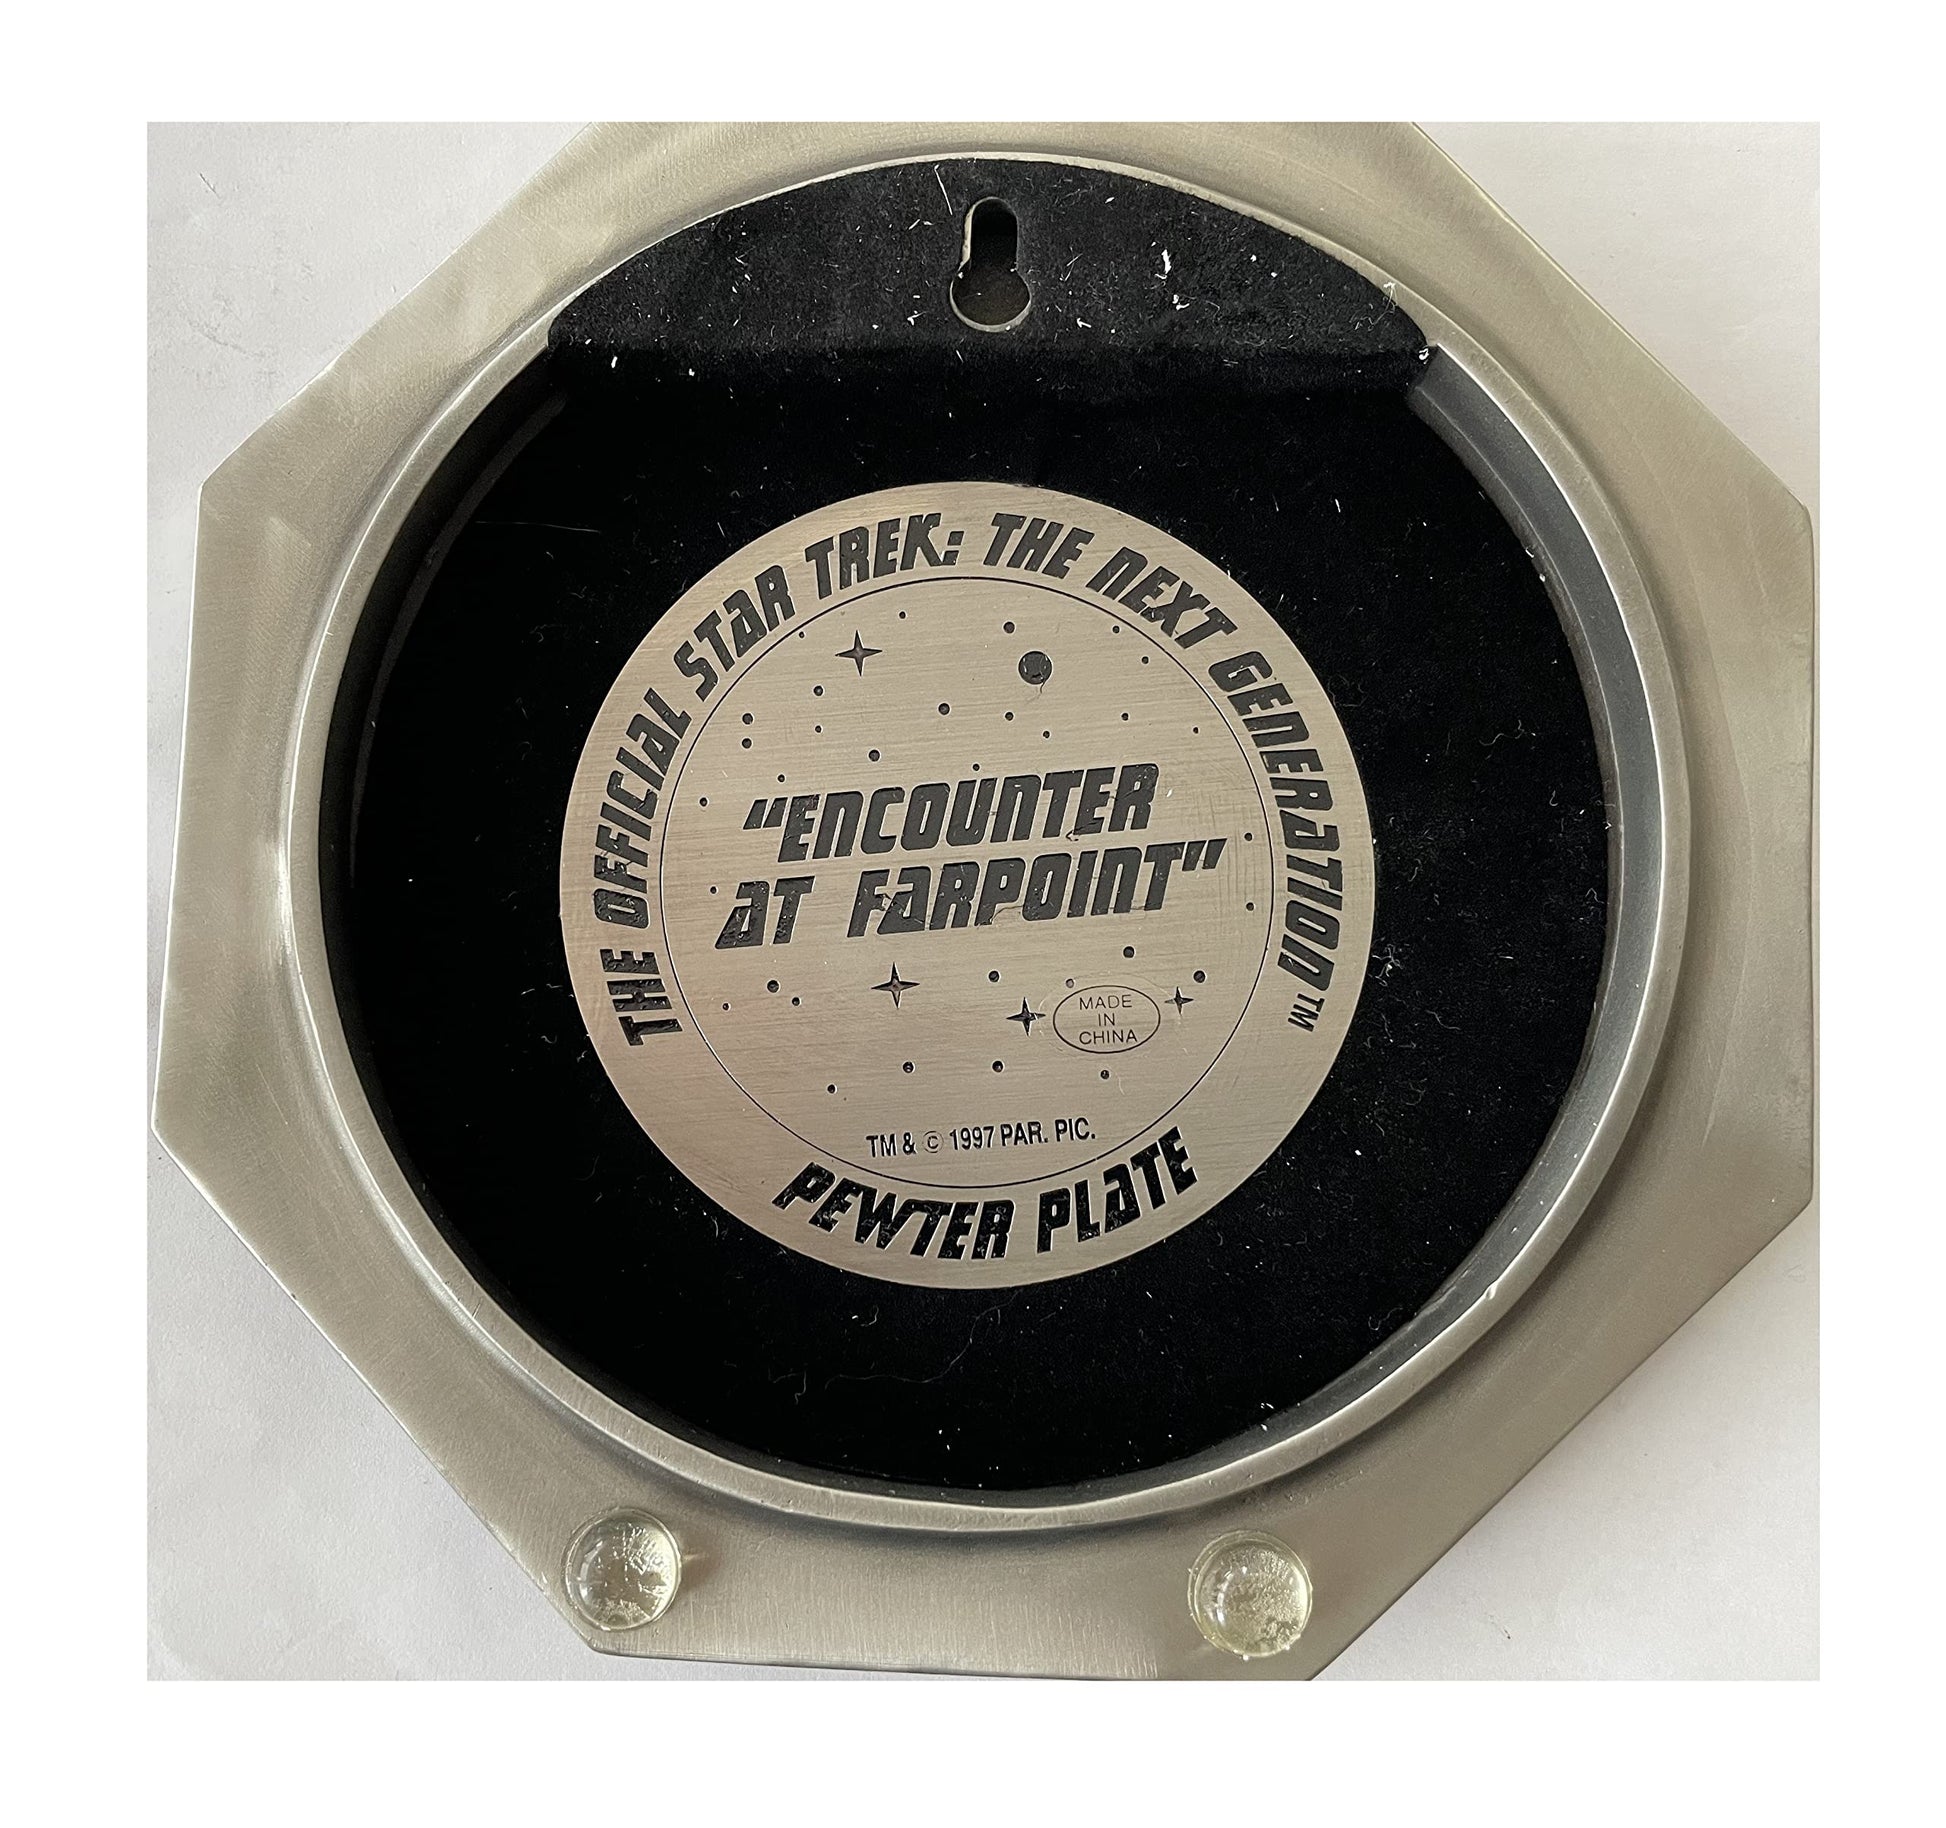 THE OFFICIAL STAR TREK: THE NEXT GENERATION™
"ENCOUNTER
AT FARPOINT"
MADE
IN
CHINA
TM & © 1997 PAR. PIC.
PEWTER PLATE